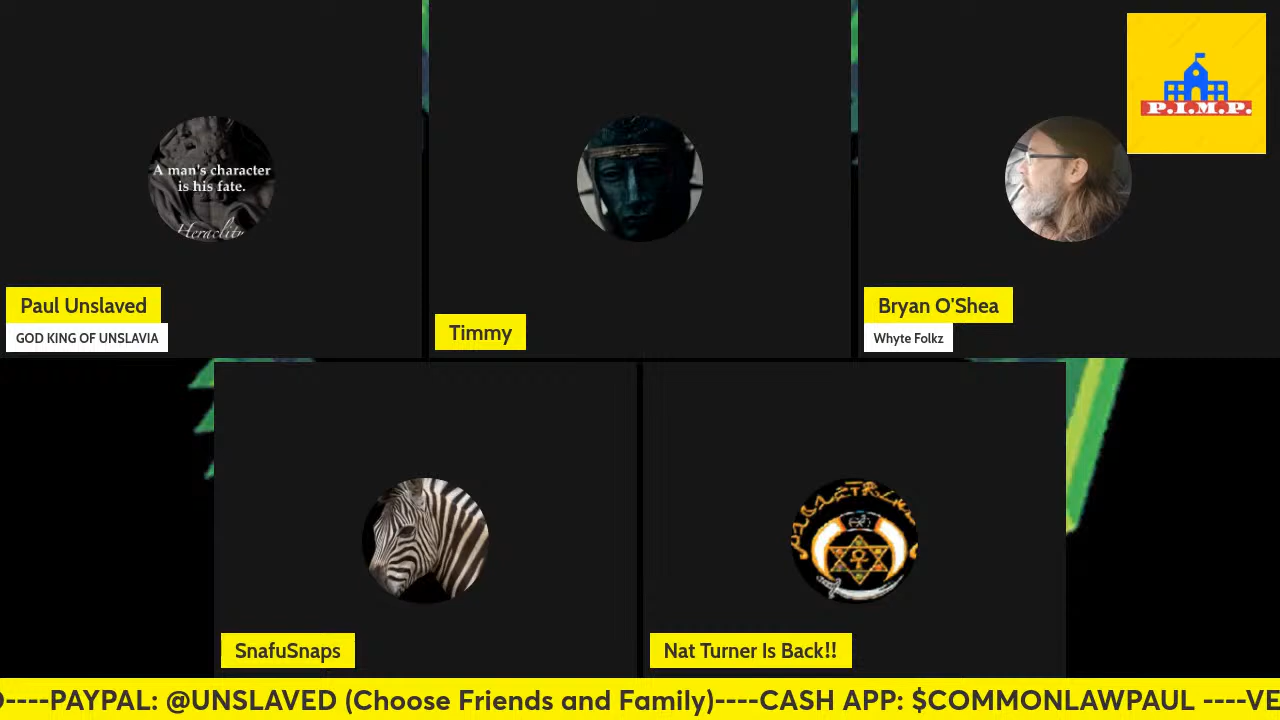 A man's character
is his fate.
P.I.M.P.
Paul Unslaved
GOD KING OF UNSLAVIA
Timmy
Bryan O'Shea
Whyte Folkz
SnafuSnaps
Nat Turner Is Back!!
----PAYPAL: @UNSLAVED (Choose Friends and Family)----CASH APP: $COMMONLAWPAUL ----VE